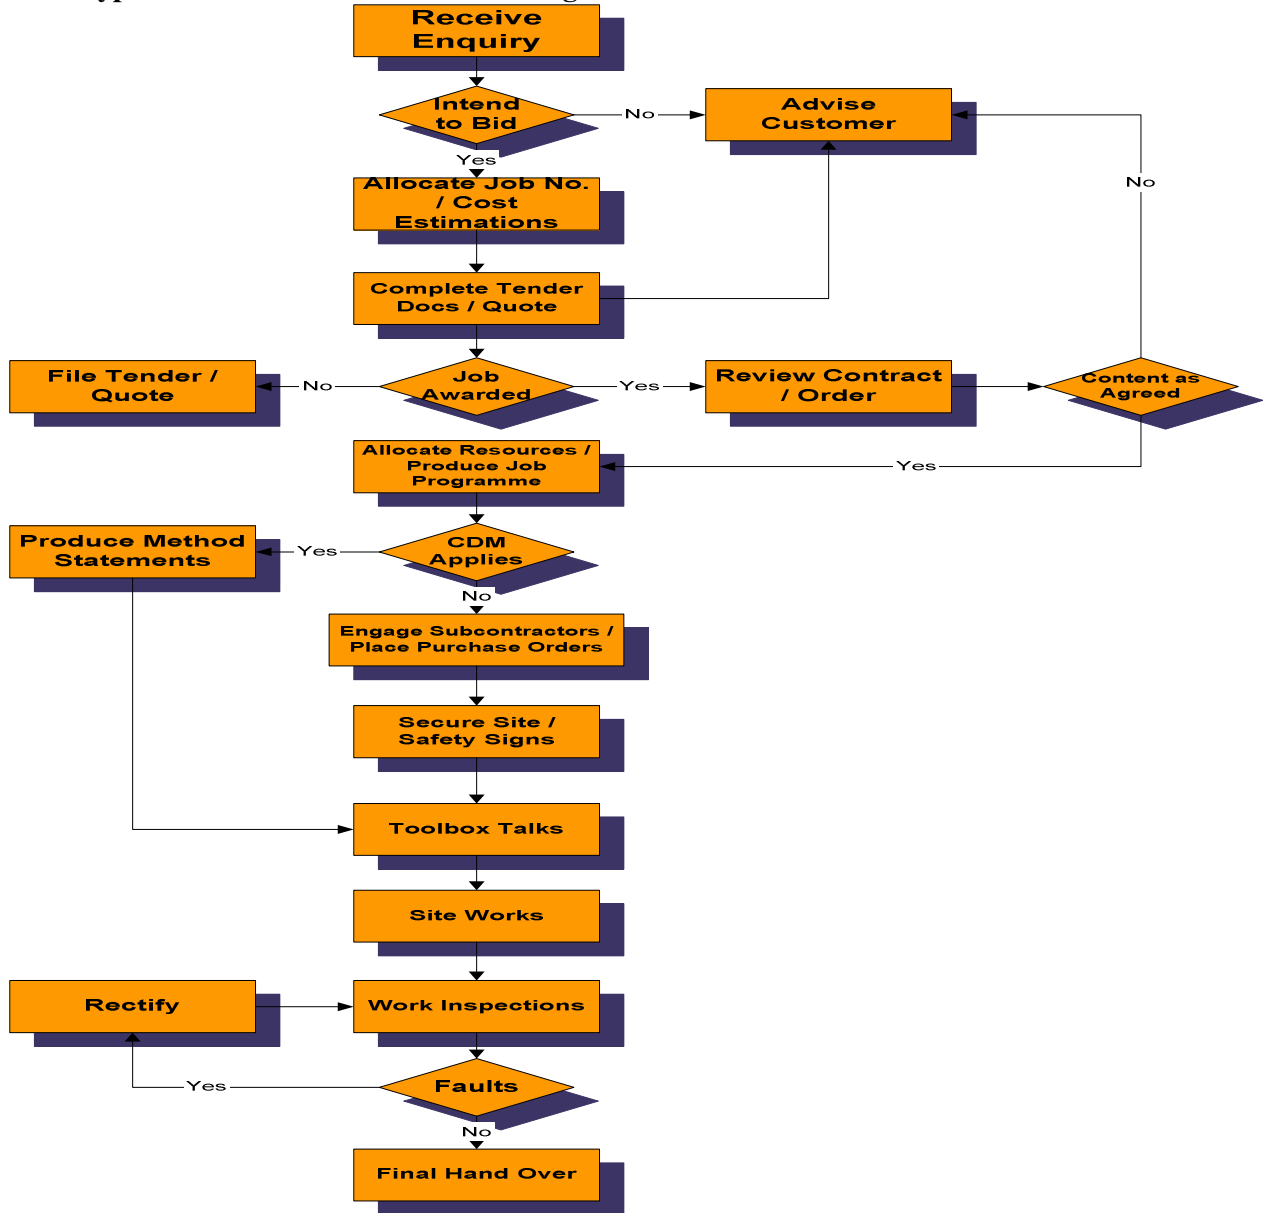 Receive
Enquiry
Intend
to Bid
No
Advise
Customer
Yes
No
Allocate Job No.
/ Cost
Estimations
Complete Tender
Docs / Quote
File Tender /
Quote
No
Job
Awarded
Yes
Review Contract
/ Order
Content as
Agreed
Allocate Resources /
Produce Job
Programme
Yes
Produce Method
Statements
Yes
CDM
Applies
No
Engage Subcontractors /
Place Purchase Orders
Secure Site /
Safety Signs
Toolbox Talks
Site Works
Rectify
Work Inspections
Yes
Faults
No
Final Hand Over